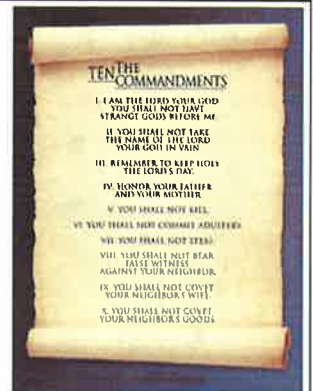 THE
TEN COMMANDMENTS
I. I AM THE LORD YOUR GOD
YOU SHALL NOT HAVE
STRANGE GODS BEFORE ME.
II. YOU SHALL NOT TAKE
THE NAME OF THE LORD
YOUR GOD IN VAIN
III. REMEMBER TO KEEP HOLY
THE LORD'S DAY.
IV. HONOR YOUR FATHER
AND YOUR MOTHER
V. YOU SHALL NOT KILL.
VI. YOU SHALL NOT COMMIT ADULTERY.
VII. YOU SHALL NOT STEAL.
VIII. YOU SHALL NOT BEAR
FALSE WITNESS
AGAINST YOUR NEIGHBOR.
IX. YOU SHALL NOT COVET
YOUR NEIGHBOR'S WIFE.
X. YOU SHALL NOT COVET
YOUR NEIGHBOR'S GOODS.